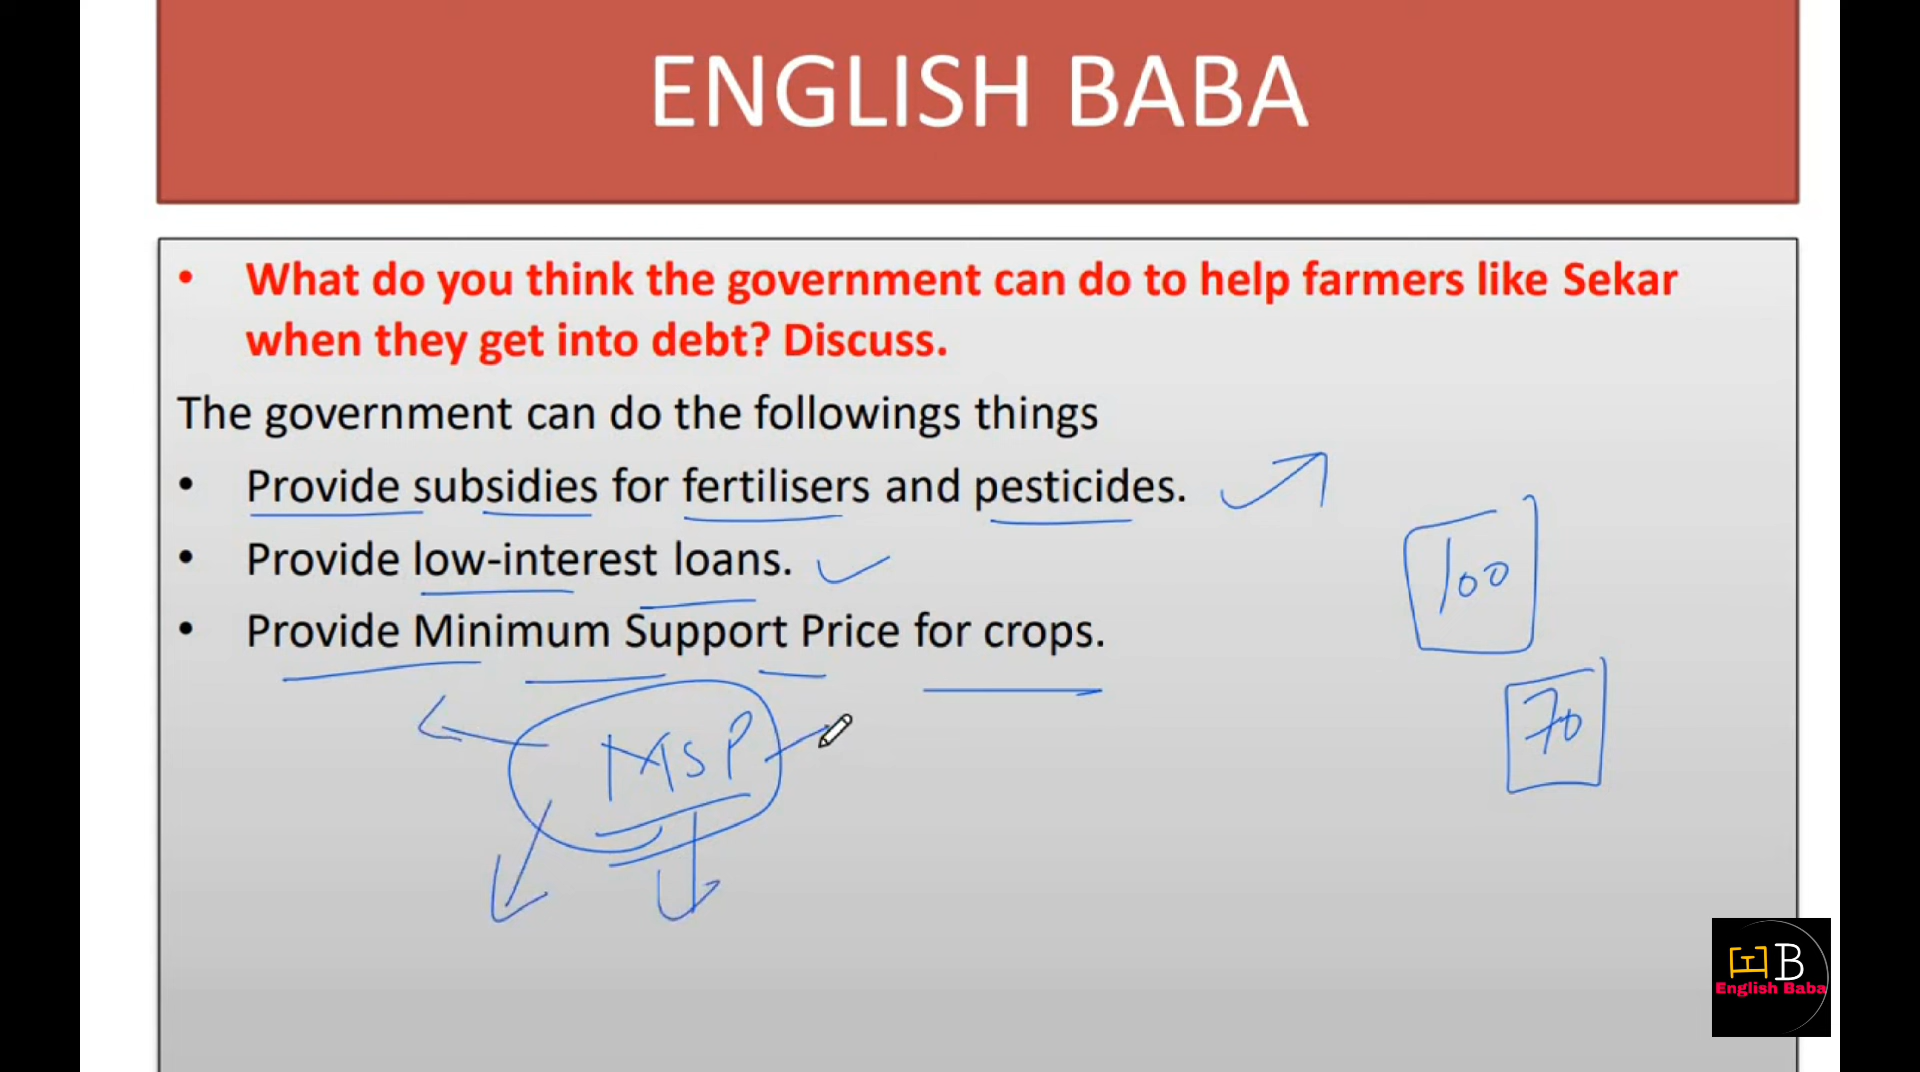 ENGLISH BABA
• What do you think the government can do to help farmers like Sekar
when they get into debt? Discuss.
The government can do the followings things
• Provide subsidies for fertilisers and pesticides.
• Provide low-interest loans.
• Provide Minimum Support Price for crops.
100
70
MSP
B
English Baba